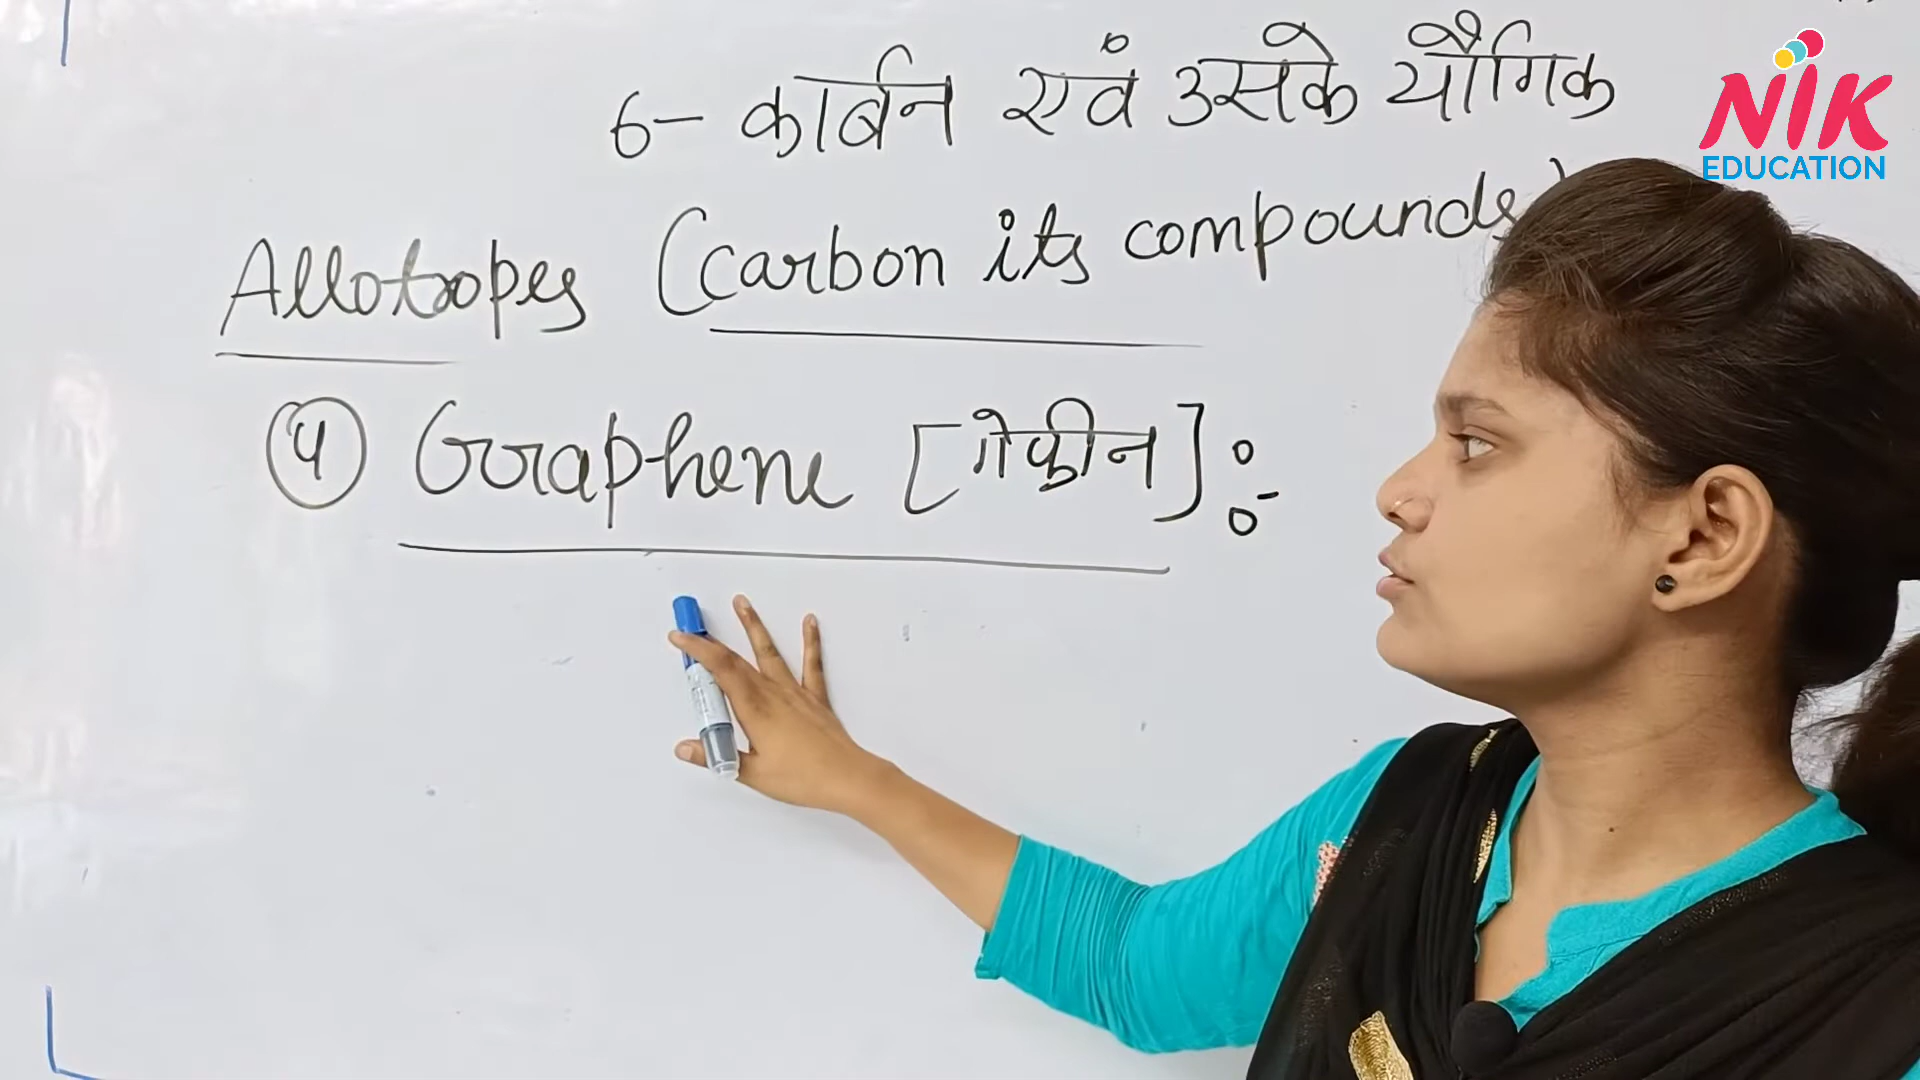 6- कार्बन एवं उसके यौगिक
NIK
EDUCATION
Allotropes (carbon its compounds)
4 Graphene [गेफीन]:-